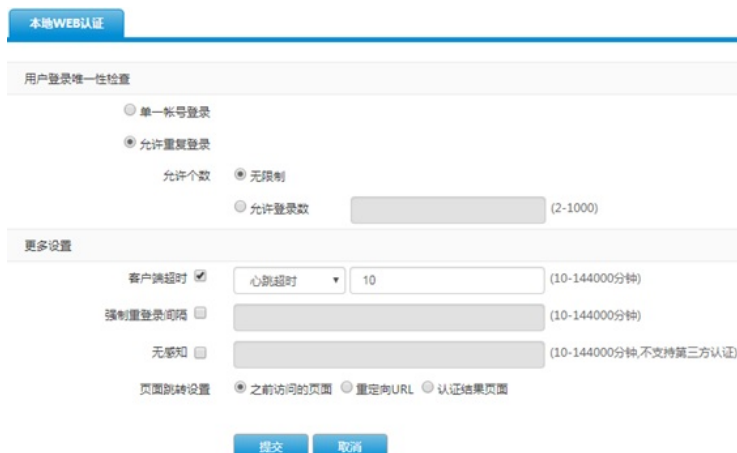 本地WEB认证
用户登录唯一性检查
单一帐号登录
允许重复登录
允许个数 无限制
允许登录数 (2-1000)
更多设置
客户端超时 心跳超时 10 (10-144000分钟)
强制重登录间隔 (10-144000分钟)
无感知 (10-144000分钟,不支持第三方认证)
页面跳转设置 之前访问的页面 重定向URL 认证结果页面
提交 取消